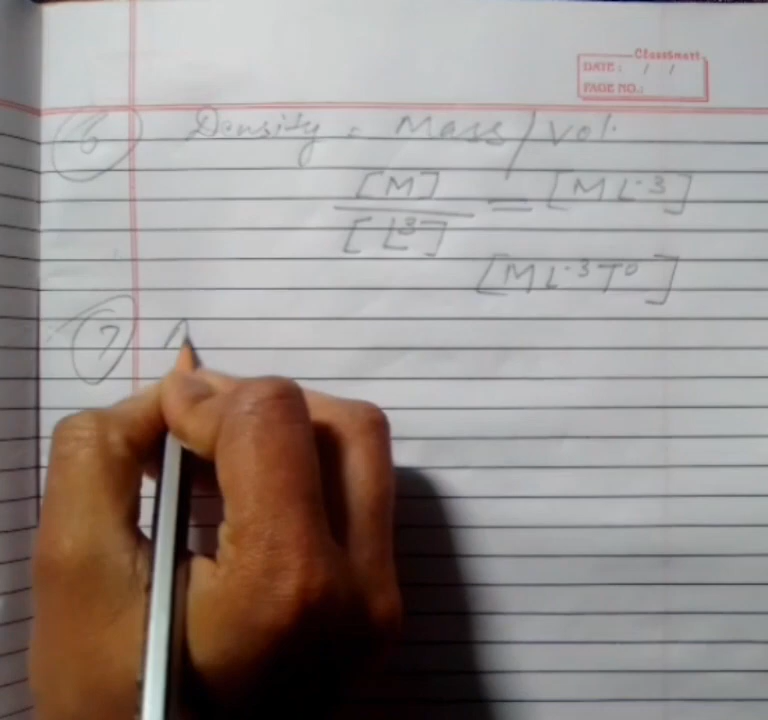 Classmate
DATE: / /
PAGE NO.:
6 Density = Mass/Vol.
[M] = [ML-3]
[L3]
[ML-3T0]
7